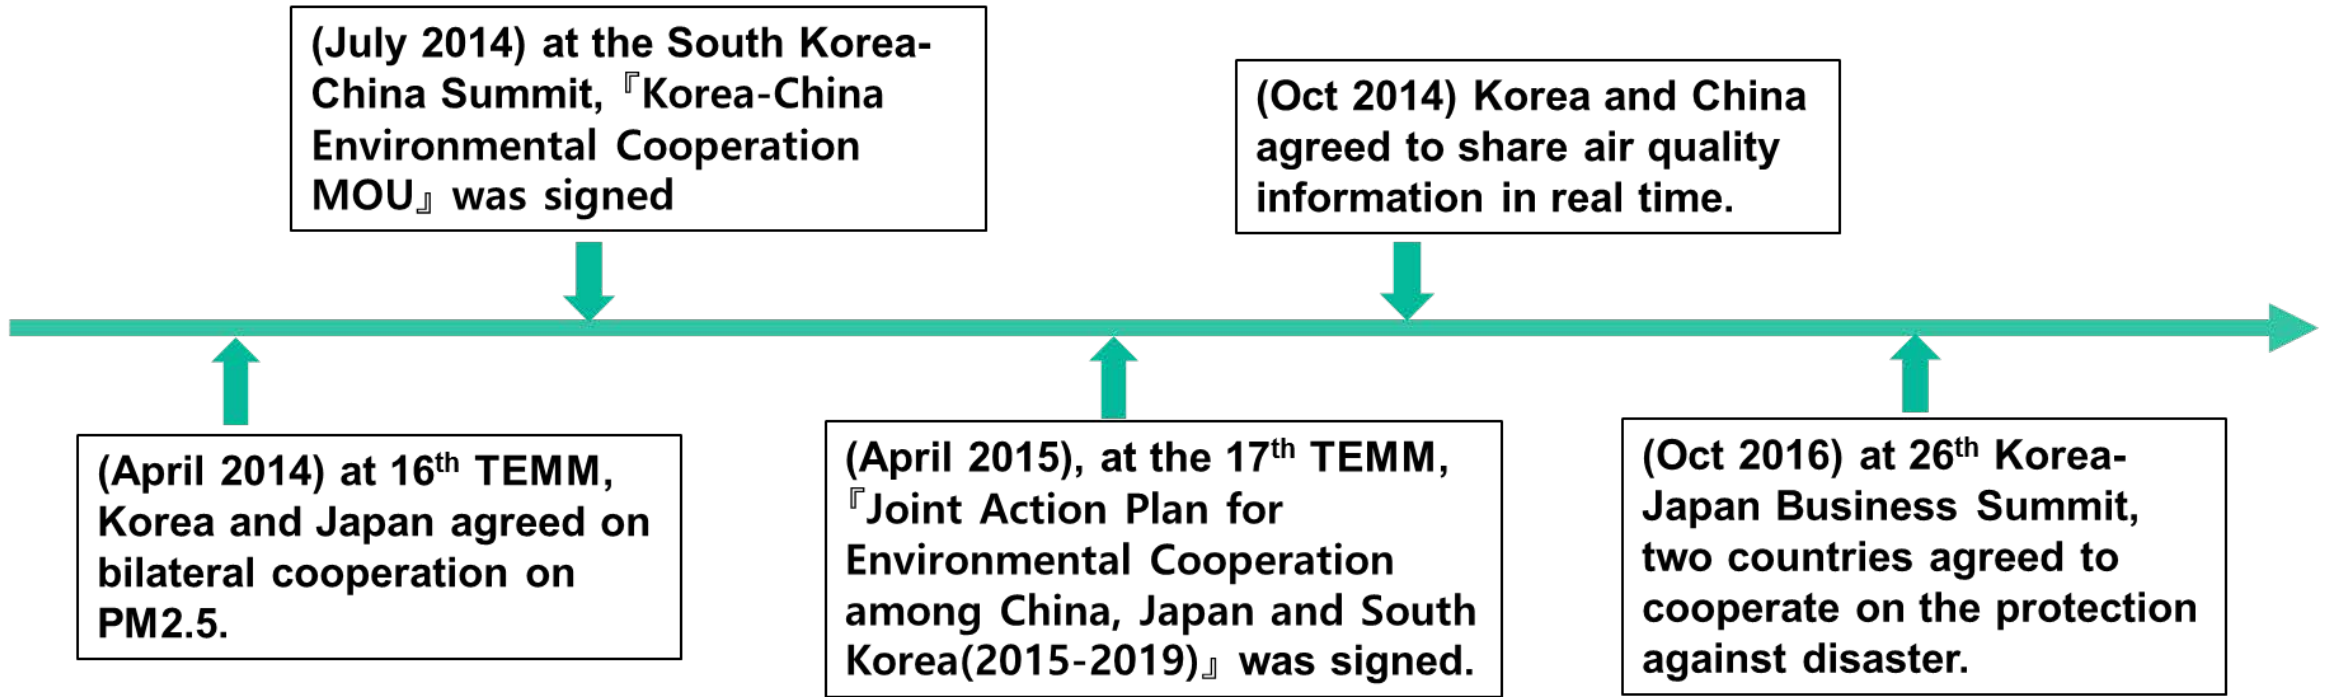 (July 2014) at the South Korea-
China Summit, 『Korea-China
Environmental Cooperation
MOU』 was signed
(Oct 2014) Korea and China
agreed to share air quality
information in real time.
(April 2014) at 16th TEMM,
Korea and Japan agreed on
bilateral cooperation on
PM2.5.
(April 2015), at the 17th TEMM,
『Joint Action Plan for
Environmental Cooperation
among China, Japan and South
Korea(2015-2019)』 was signed.
(Oct 2016) at 26th Korea-
Japan Business Summit,
two countries agreed to
cooperate on the protection
against disaster.